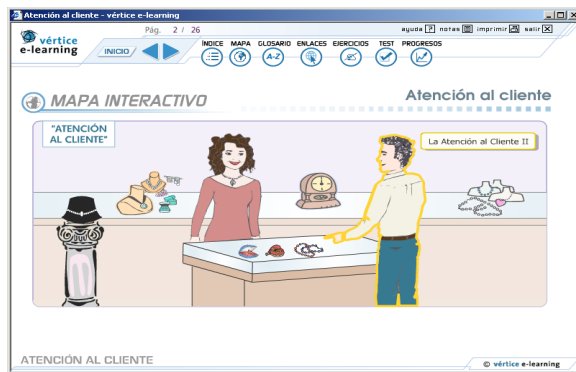 Atención al cliente - vértice e-learning
Pág. 2 / 26
ayuda ? notas imprimir salir
vértice
e-learning
INICIO
ÍNDICE MAPA GLOSARIO ENLACES EJERCICIOS TEST PROGRESOS
A-Z
MAPA INTERACTIVO
Atención al cliente
"ATENCIÓN
AL CLIENTE"
La Atención al Cliente II
ATENCIÓN AL CLIENTE
© vértice e-learning